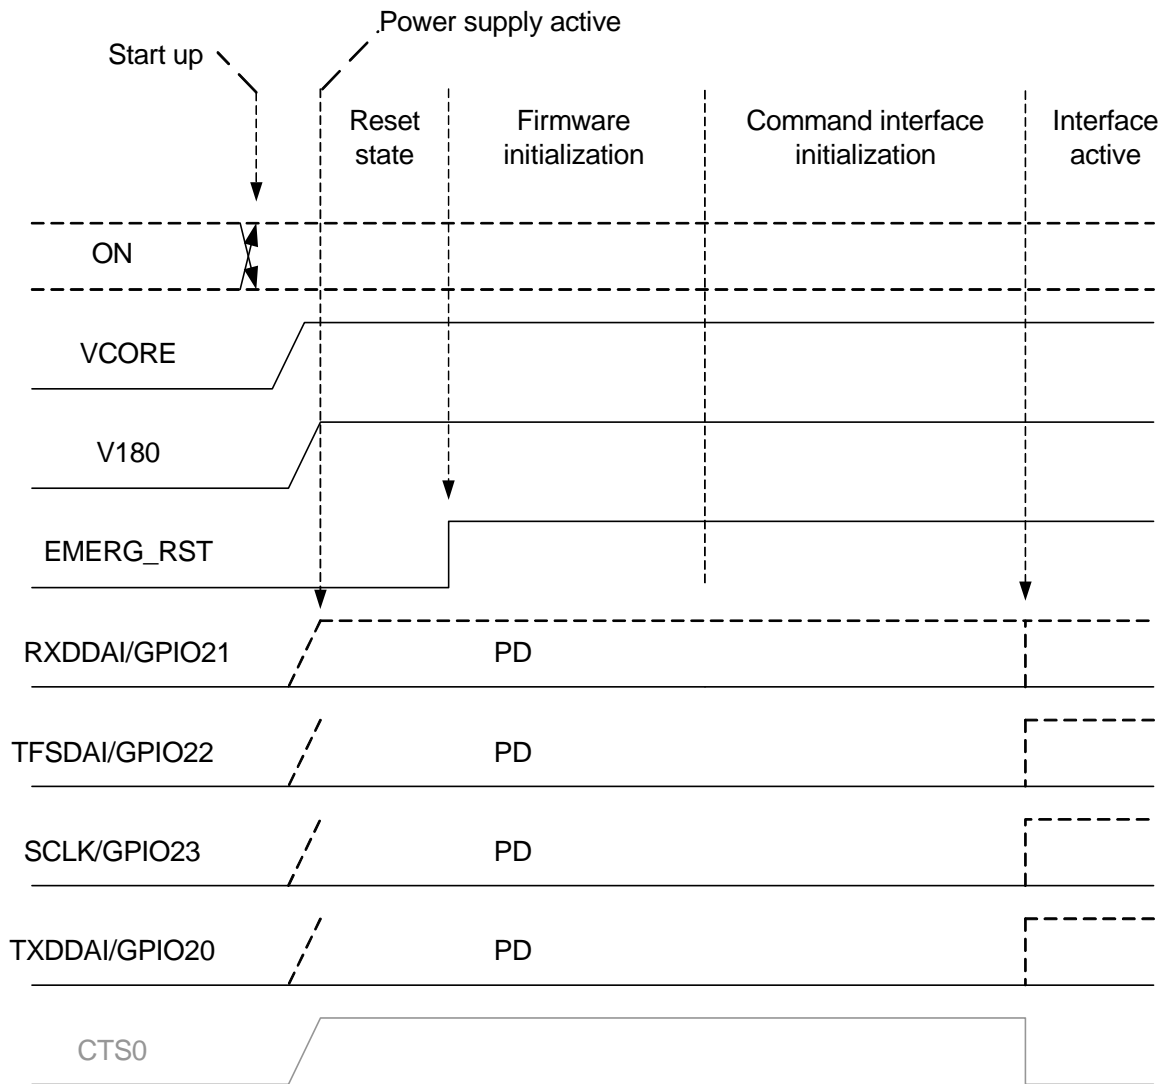 Power supply active
Start up
Reset
state
Firmware
initialization
Command interface
initialization
Interface
active
ON
VCORE
V180
EMERG_RST
RXDDAI/GPIO21
PD
TFSDAI/GPIO22
PD
SCLK/GPIO23
PD
TXDDAI/GPIO20
PD
CTS0